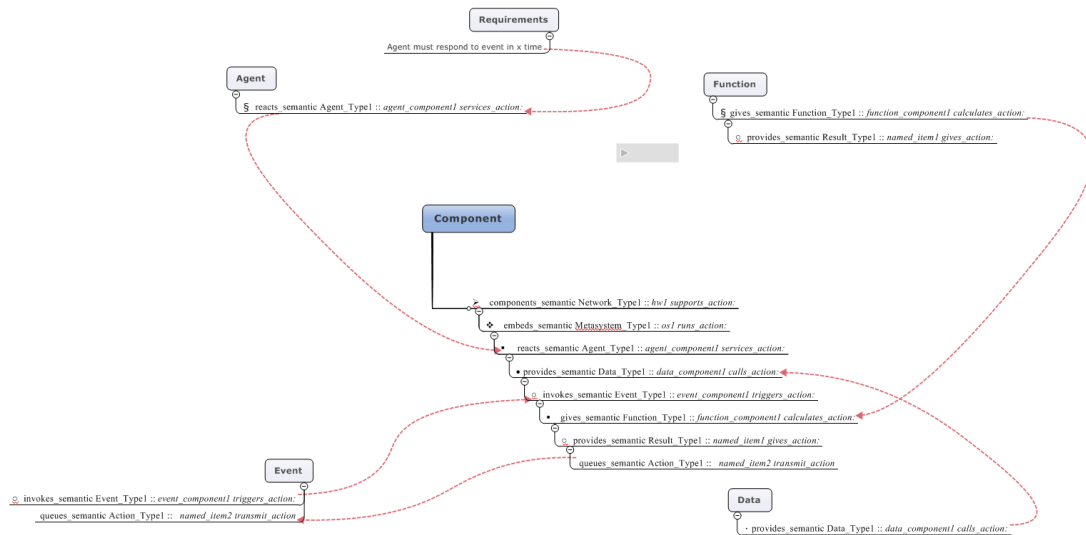 Requirements
Agent must respond to event in x time
Agent
§ reacts_semantic Agent_Type1 :: agent_component1 services_action:
Function
§ gives_semantic Function_Type1 :: function_component1 calculates_action:
o provides_semantic Result_Type1 :: named_item1 gives_action:
Component
➢ components_semantic Network_Type1 :: hw1 supports_action:
❖ embeds_semantic Metasystem_Type1 :: os1 runs_action:
▪ reacts_semantic Agent_Type1 :: agent_component1 services_action:
• provides_semantic Data_Type1 :: data_component1 calls_action:
o invokes_semantic Event_Type1 :: event_component1 triggers_action:
▪ gives_semantic Function_Type1 :: function_component1 calculates_action:
o provides_semantic Result_Type1 :: named_item1 gives_action:
queues_semantic Action_Type1 :: named_item2 transmit_action
Event
o invokes_semantic Event_Type1 :: event_component1 triggers_action:
queues_semantic Action_Type1 :: named_item2 transmit_action
Data
· provides_semantic Data_Type1 :: data_component1 calls_action: